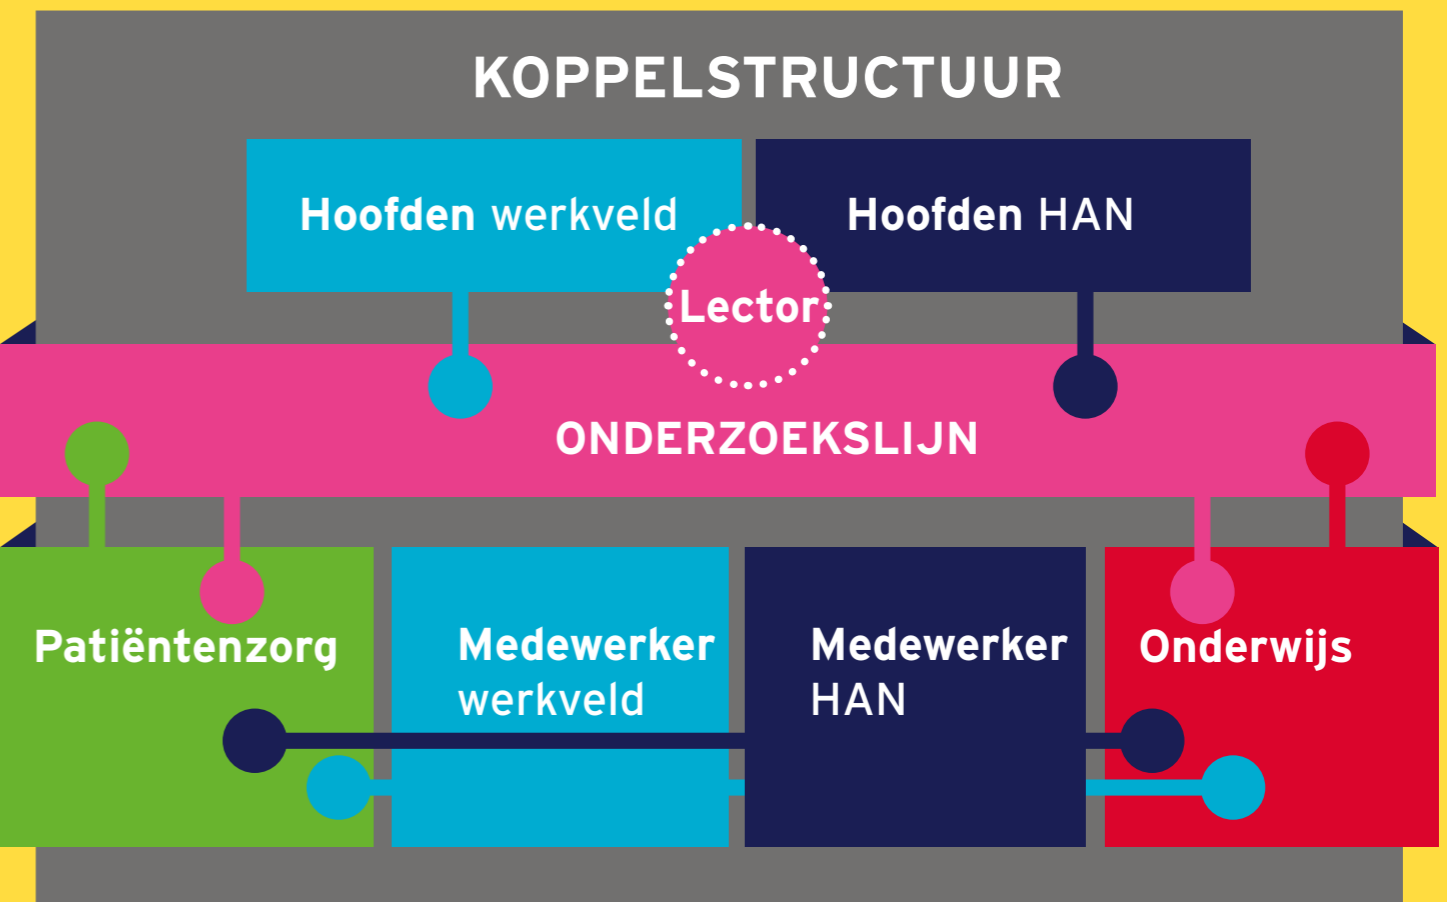 KOPPELSTRUCTUUR
Hoofden werkveld
Hoofden HAN
Lector
ONDERZOEKSLIJN
Patiëntenzorg
Medewerker
werkveld
Medewerker
HAN
Onderwijs